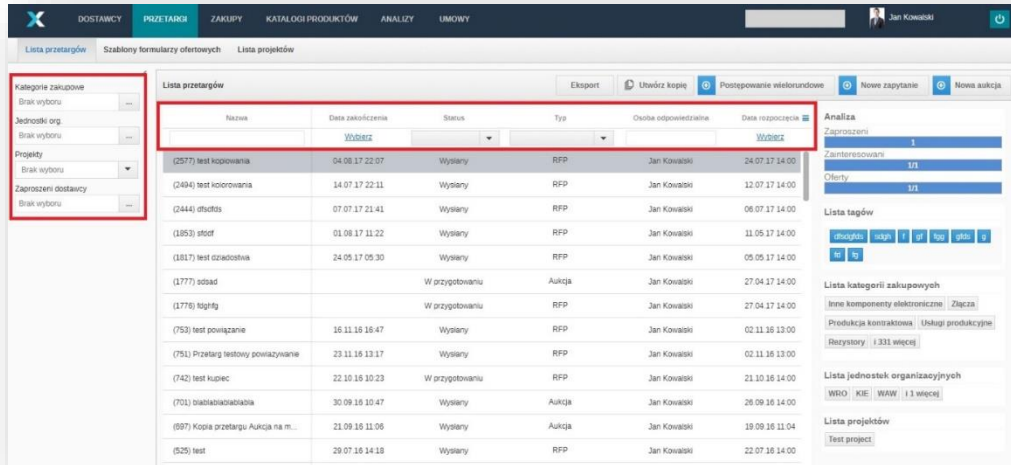 DOSTAWCY PRZETARGI ZAKUPY KATALOGI PRODUKTÓW ANALIZY UMOWY Jan Kowalski
Lista przetargów Szablony formularzy ofertowych Lista projektów
Kategorie zakupowe
Brak wyboru ...
Jednostki org.
Brak wyboru ...
Projekty
Brak wyboru
Zaproszeni dostawcy
Brak wyboru ...
Lista przetargów Eksport Utwórz kopię Postępowanie wielorundowe Nowe zapytanie Nowa aukcja
Nazwa Data zakończenia Status Typ Osoba odpowiedzialna Data rozpoczęcia
Wybierz Wybierz
(2577) test kopiowania 04.08.17 22:07 Wysłany RFP Jan Kowalski 24.07.17 14:00
(2494) test kolorowania 14.07.17 22:11 Wysłany RFP Jan Kowalski 12.07.17 14:00
(2444) dfsdfds 07.07.17 21:41 Wysłany RFP Jan Kowalski 06.07.17 14:00
(1853) sfddf 01.08.17 11:22 Wysłany RFP Jan Kowalski 11.05.17 14:00
(1817) test dziadostwa 24.05.17 05:30 Wysłany RFP Jan Kowalski 05.05.17 14:00
(1777) sdsad W przygotowaniu Aukcja Jan Kowalski 27.04.17 14:00
(1776) fdghfg W przygotowaniu RFP Jan Kowalski 27.04.17 14:00
(753) test powiązanie 16.11.16 16:47 Wysłany RFP Jan Kowalski 02.11.16 13:00
(751) Przetarg testowy powiazywanie 23.11.16 13:17 Wysłany RFP Jan Kowalski 02.11.16 13:00
(742) test kupiec 22.10.16 10:23 W przygotowaniu RFP Jan Kowalski 21.10.16 14:00
(701) blablablablablabla 30.09.16 10:47 Wysłany Aukcja Jan Kowalski 26.09.16 14:00
(697) Kopia przetargu Aukcja na m... 21.09.16 11:06 Wysłany Aukcja Jan Kowalski 19.09.16 11:04
(525) test 29.07.16 14:18 Wysłany RFP Jan Kowalski 22.07.16 14:00
Analiza
Zaproszeni
1
Zainteresowani
1/1
Oferty
1/1
Lista tagów
sdgh f gf fgg gfds g
fd fg
Lista kategorii zakupowych
Inne komponenty elektroniczne Złącza
Produkcja kontraktowa Usługi produkcyjne
Rezystory i 331 więcej
Lista jednostek organizacyjnych
WRO KIE WAW i 1 więcej
Lista projektów
Test project